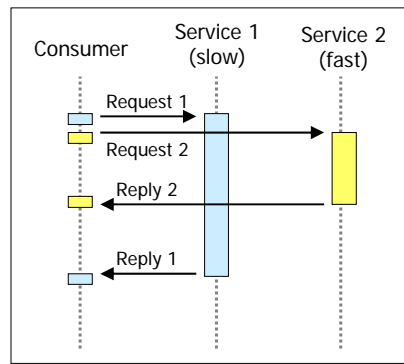 Consumer
Service 1
(slow)
Service 2
(fast)
Request 1
Request 2
Reply 2
Reply 1